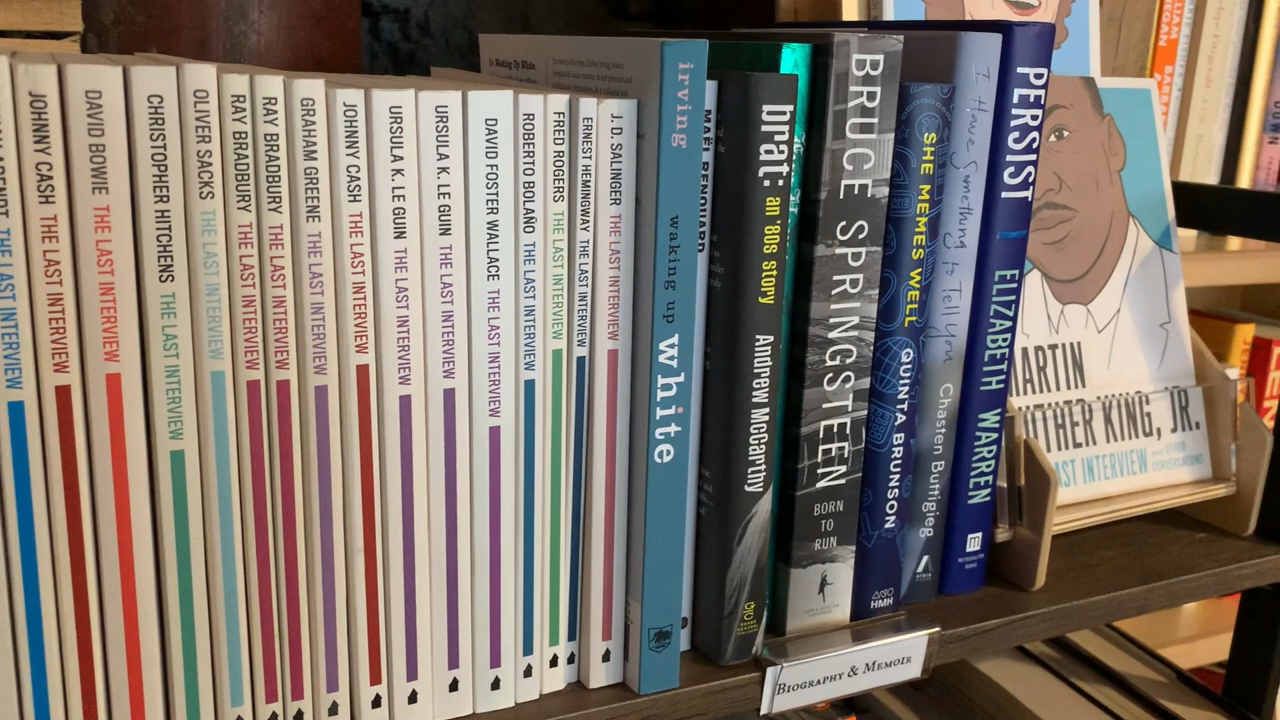 THE LAST INTERVIEW
JOHNNY CASH THE LAST INTERVIEW
DAVID BOWIE THE LAST INTERVIEW
CHRISTOPHER HITCHENS THE LAST INTERVIEW
OLIVER SACKS THE LAST INTERVIEW
RAY BRADBURY THE LAST INTERVIEW
RAY BRADBURY THE LAST INTERVIEW
GRAHAM GREENE THE LAST INTERVIEW
JOHNNY CASH THE LAST INTERVIEW
URSULA K. LE GUIN THE LAST INTERVIEW
URSULA K. LE GUIN THE LAST INTERVIEW
DAVID FOSTER WALLACE THE LAST INTERVIEW
ROBERTO BOLAÑO THE LAST INTERVIEW
FRED ROGERS THE LAST INTERVIEW
ERNEST HEMINGWAY THE LAST INTERVIEW
J. D. SALINGER THE LAST INTERVIEW
irving waking up white
MAËL RENOUARD
brat: an '80s story Andrew McCarthy
BRUCE SPRINGSTEEN
BORN
TO
RUN
SHE MEMES WELL
QUINTA BRUNSON
HMH
I Have Something to Tell You Chasten Buttigieg
ATRIA
PERSIST ELIZABETH WARREN
METROPOLITAN
BOOKS
MARTIN
LUTHER KING, JR.
LAST INTERVIEW and OTHER
CONVERSATIONS
BIOGRAPHY & MEMOIR